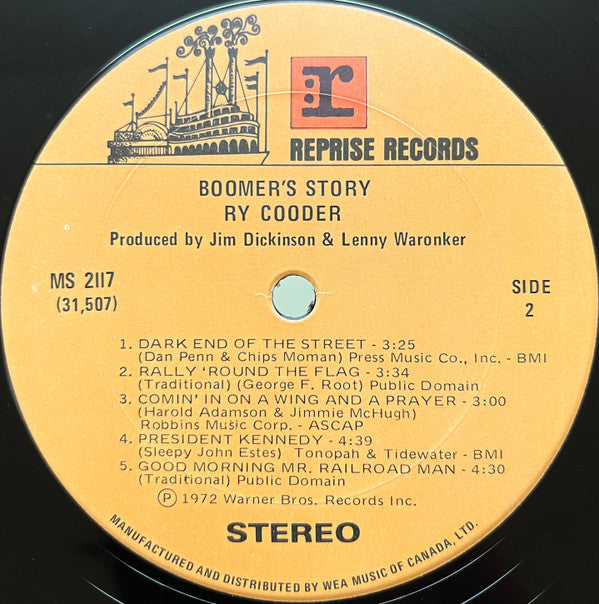 :r
REPRISE RECORDS
BOOMER'S STORY
RY COODER
Produced by Jim Dickinson & Lenny Waronker
MS 2117
(31,507)
SIDE
2
1. DARK END OF THE STREET - 3:25
(Dan Penn & Chips Moman) Press Music Co., Inc. - BMI
2. RALLY 'ROUND THE FLAG - 3:34
(Traditional) (George F. Root) Public Domain
3. COMIN' IN ON A WING AND A PRAYER - 3:00
(Harold Adamson & Jimmie McHugh)
Robbins Music Corp. - ASCAP
4. PRESIDENT KENNEDY - 4:39
(Sleepy John Estes) Tonopah & Tidewater - BMI
5. GOOD MORNING MR. RAILROAD MAN - 4:30
(Traditional) Public Domain
Ⓟ 1972 Warner Bros. Records Inc.
STEREO
MANUFACTURED AND DISTRIBUTED BY WEA MUSIC OF CANADA, LTD.